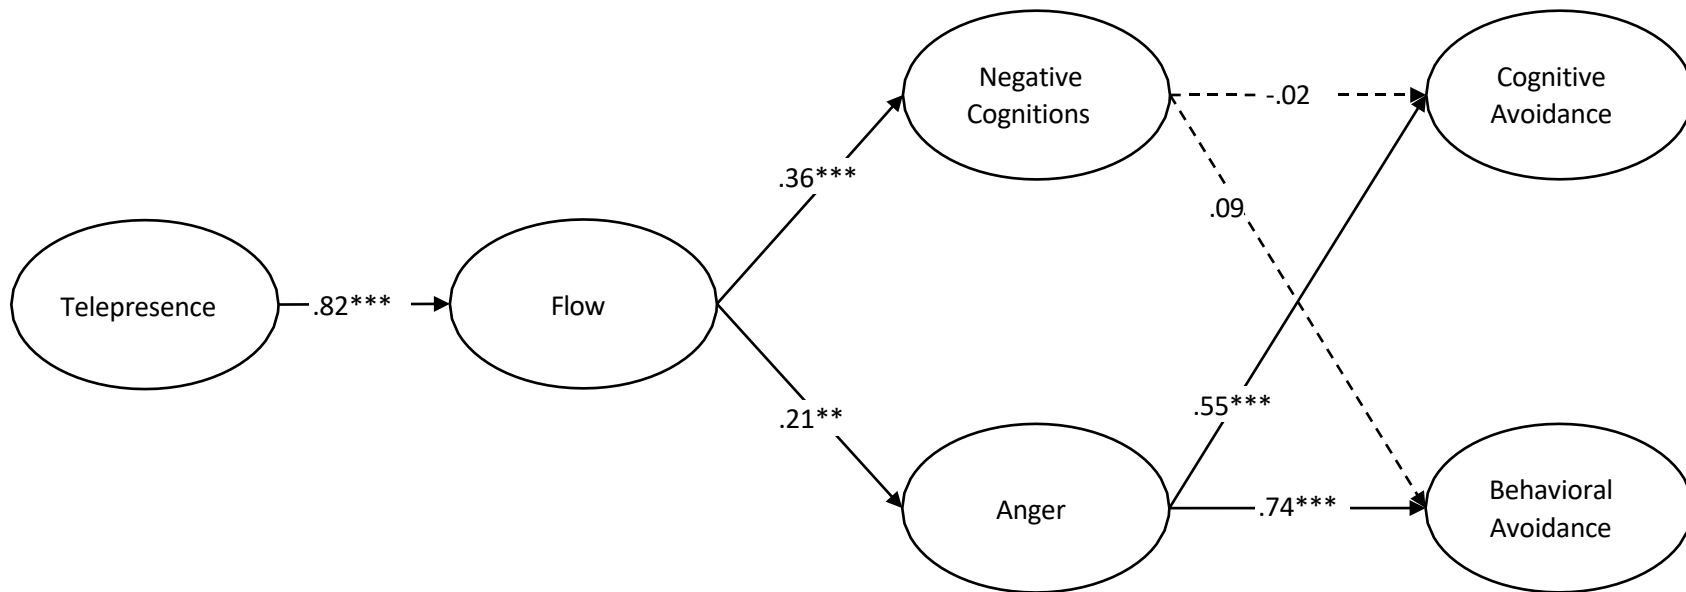 Negative
Cognitions
-.02
Cognitive
Avoidance
.36***
.09
Telepresence
.82***
Flow
.21**
.55***
Anger
.74***
Behavioral
Avoidance